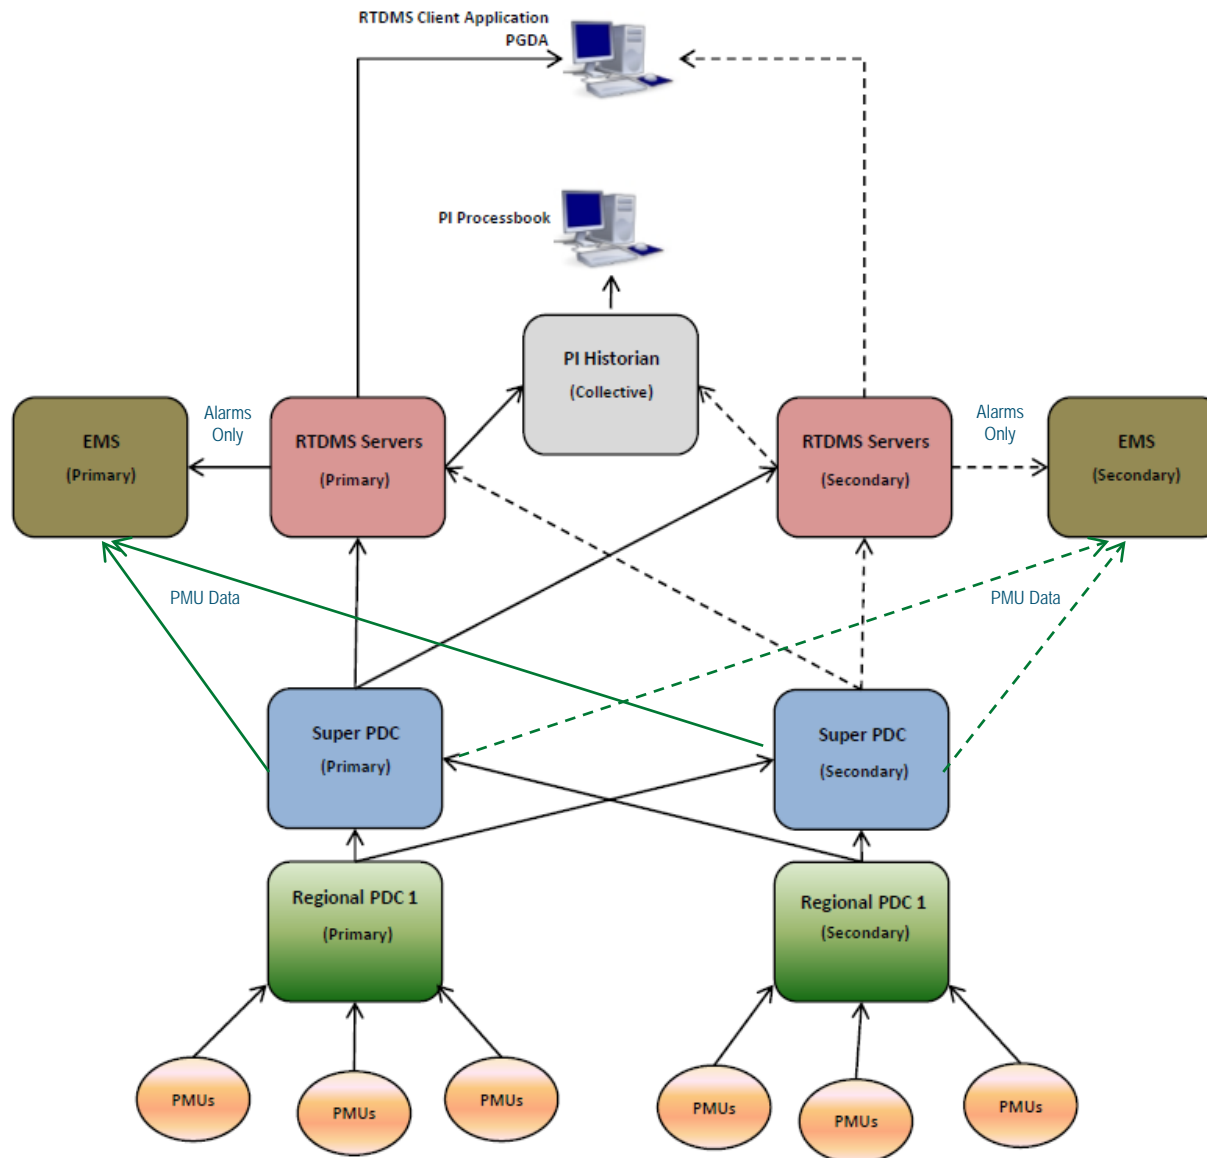 RTDMS Client Application
PGDA
PI Processbook
PI Historian
(Collective)
EMS
(Primary)
Alarms
Only
RTDMS Servers
(Primary)
RTDMS Servers
(Secondary)
Alarms
Only
EMS
(Secondary)
PMU Data
PMU Data
Super PDC
(Primary)
Super PDC
(Secondary)
Regional PDC 1
(Primary)
Regional PDC 1
(Secondary)
PMUs
PMUs
PMUs
PMUs
PMUs
PMUs